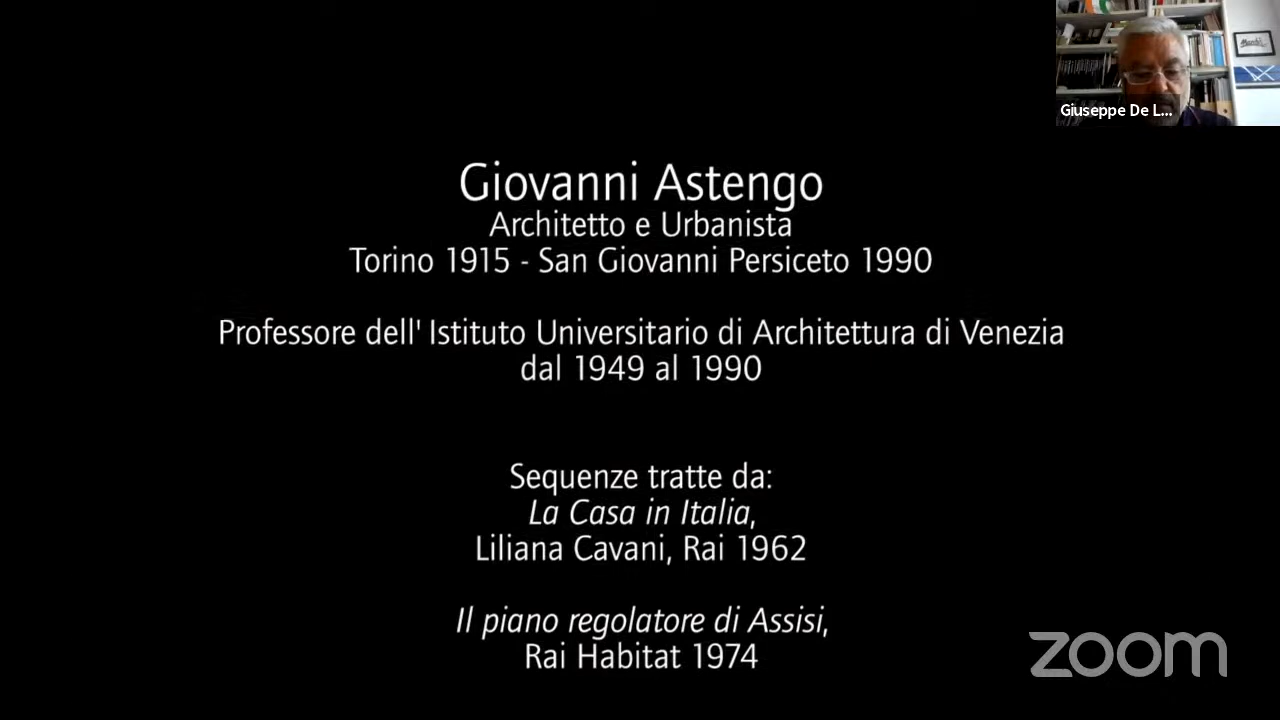 Giuseppe De L...
Giovanni Astengo
Architetto e Urbanista
Torino 1915 - San Giovanni Persiceto 1990
Professore dell' Istituto Universitario di Architettura di Venezia
dal 1949 al 1990
Sequenze tratte da:
La Casa in Italia,
Liliana Cavani, Rai 1962
Il piano regolatore di Assisi,
Rai Habitat 1974
zoom